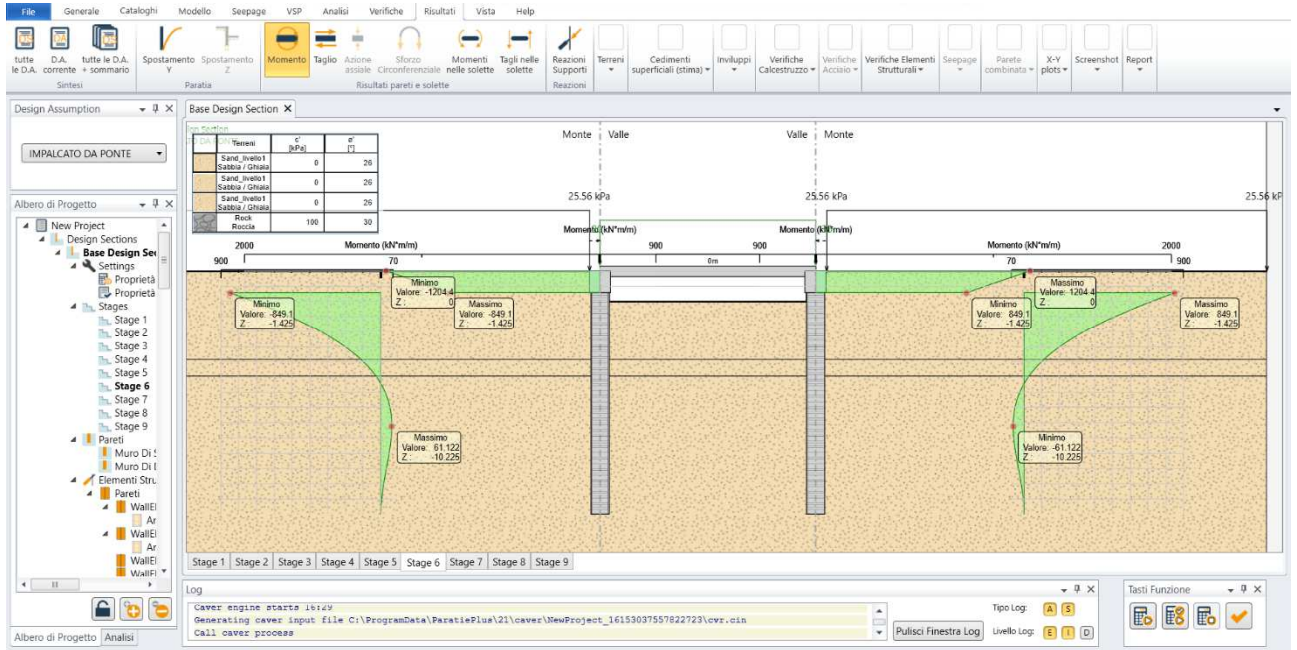 File Generale Cataloghi Modello Seepage VSP Analisi Verifiche Risultati Vista Help
tutte le D.A.
D.A. corrente
tutte le D.A. + sommario
Spostamento Y
Spostamento Z
Momento
Taglio
Azione assiale
Sforzo Circonferenziale
Momenti nelle solette
Tagli nelle solette
Reazioni Supporti
Terreni
Cedimenti superficiali (stima)
Inviluppi
Verifiche Calcestruzzo
Verifiche Acciaio
Verifiche Elementi Strutturali
Seepage
Parete combinata
X-Y plots
Screenshot
Report
Sintesi
Paratia
Risultati pareti e solette
Reazioni
Design Assumption
IMPALCATO DA PONTE
Albero di Progetto
New Project
Design Sections
Base Design Se
Settings
Proprietà
Proprietà
Stages
Stage 1
Stage 2
Stage 3
Stage 4
Stage 5
Stage 6
Stage 7
Stage 8
Stage 9
Pareti
Muro Di
Muro Di
Elementi Stru
Pareti
WallE
Ar
WallE
Ar
WallE
WallE
Albero di Progetto Analisi
Base Design Section
Terreni c' [kPa] ø' [°]
Sand_livello1 Sabbia / Ghiaia 0 26
Sand_livello1 Sabbia / Ghiaia 0 26
Sand_livello1 Sabbia / Ghiaia 0 26
Rock Roccia 100 30
Monte Valle Valle Monte
25.56 kPa 25.56 kPa 25.56 kP
Momento (kN*m/m) Momento (kN*m/m)
2000 Momento (kN*m/m) 900 900 Momento (kN*m/m) 2000
900 70 0m 70 900
Minimo
Valore: -1204.4
Z : 0
Minimo
Valore: -849.1
Z : -1.425
Massimo
Valore: -849.1
Z : -1.425
Massimo
Valore: 61.122
Z : -10.225
Massimo
Valore: 1204.4
Z : 0
Minimo
Valore: 849.1
Z : -1.425
Massimo
Valore: 849.1
Z : -1.425
Minimo
Valore: -61.122
Z : -10.225
Stage 1 Stage 2 Stage 3 Stage 4 Stage 5 Stage 6 Stage 7 Stage 8 Stage 9
Log
Caver engine starts 16:29
Generating caver input file C:\ProgramData\ParatiePlus\21\caver\NewProject_16153037557822723\cvr.cin
Call caver process
Pulisci Finestra Log
Tipo Log: A S
Livello Log: E I D
Tasti Funzione